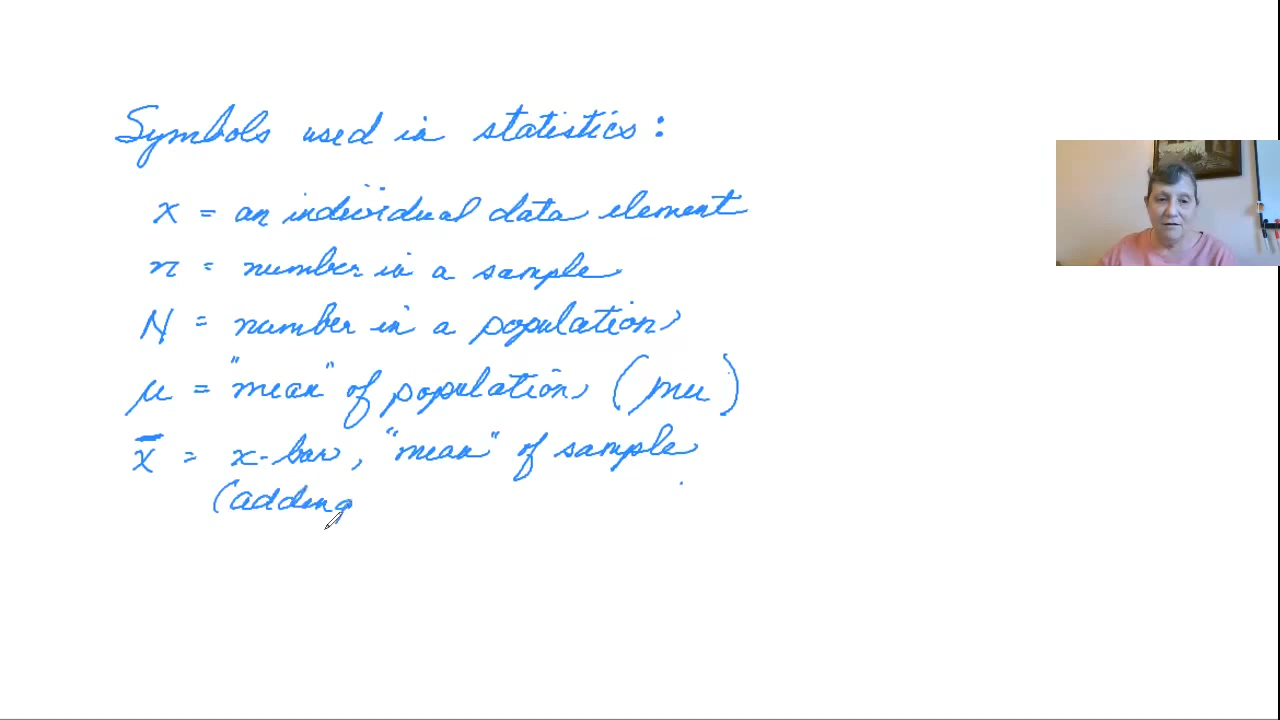 Symbols used in statistics:
x = an individual data element
n = number in a sample
N = number in a population
μ = "mean" of population (mu)
x̄ = x-bar, "mean" of sample
(adding